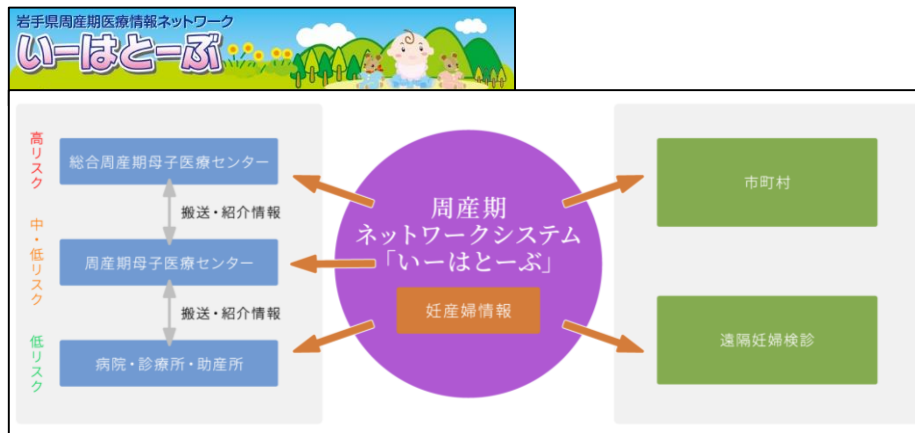 岩手県周産期医療情報ネットワーク
いーはとーぶ
高リスク
総合周産期母子医療センター
搬送・紹介情報
中・低リスク
周産期母子医療センター
搬送・紹介情報
低リスク
病院・診療所・助産所
周産期
ネットワークシステム
「いーはとーぶ」
妊産婦情報
市町村
遠隔妊婦検診